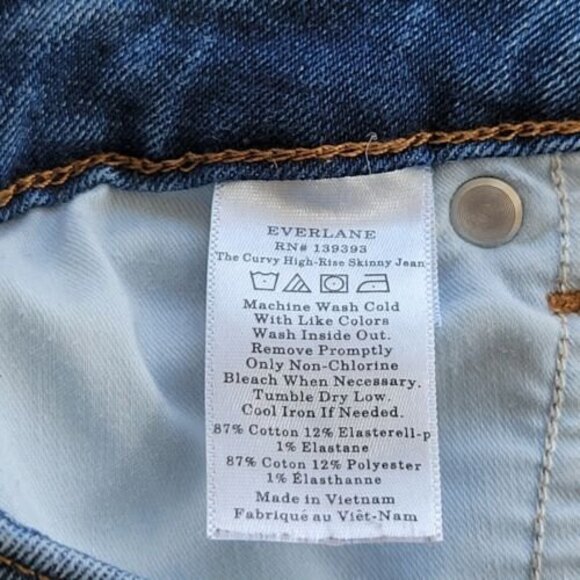 EVERLANE
RN# 139393
The Curvy High-Rise Skinny Jean
Machine Wash Cold
With Like Colors
Wash Inside Out.
Remove Promptly
Only Non-Chlorine
Bleach When Necessary.
Tumble Dry Low.
Cool Iron If Needed.
87% Cotton 12% Elasterell-p
1% Elastane
87% Coton 12% Polyester
1% Élasthanne
Made in Vietnam
Fabriqué au Viêt-Nam